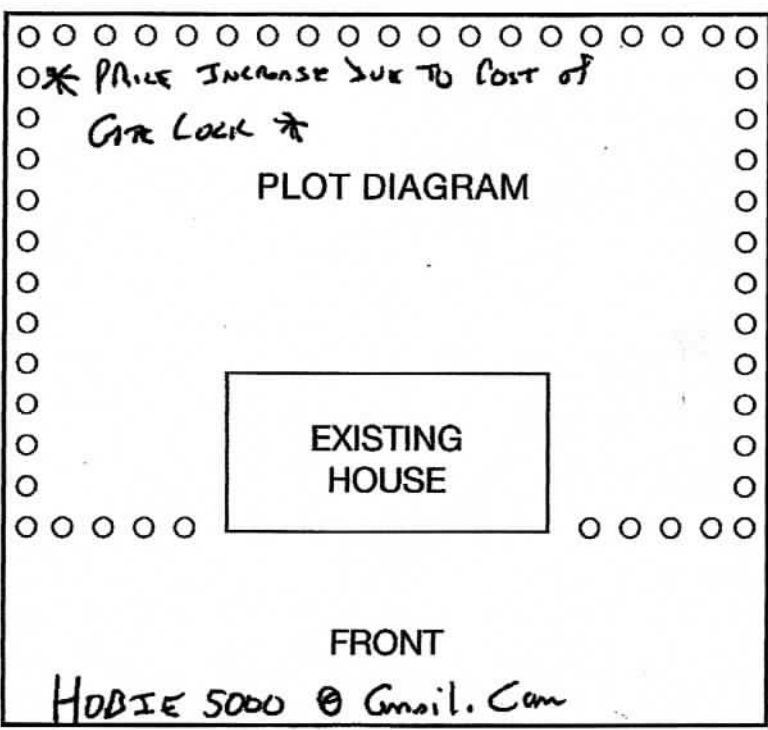 * PRICE INCREASE DUE TO COST OF
GATE LOCK *
PLOT DIAGRAM
EXISTING
HOUSE
FRONT
HOBIE 5000 @ Gmail.Com